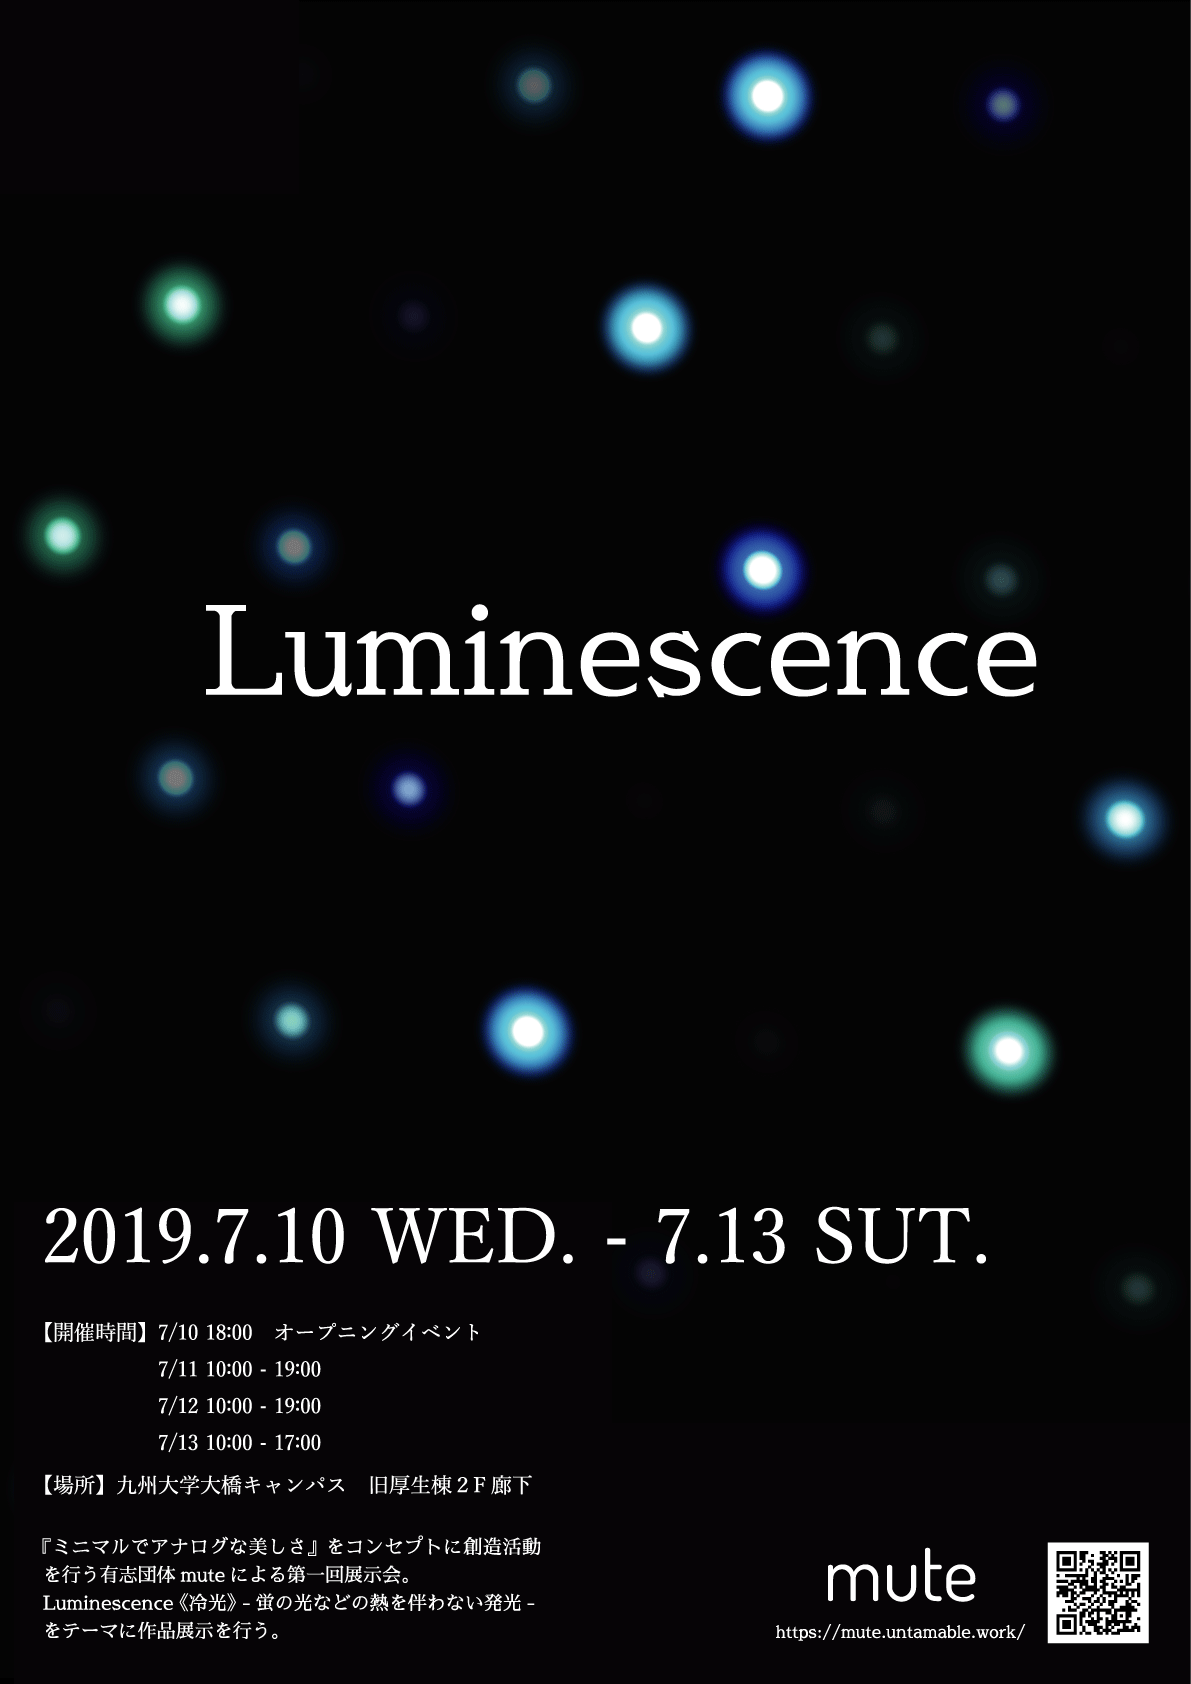 Luminescence
2019.7.10 WED. - 7.13 SUT.
【開催時間】7/10 18:00　オープニングイベント
7/11 10:00 - 19:00
7/12 10:00 - 19:00
7/13 10:00 - 17:00
【場所】九州大学大橋キャンパス　旧厚生棟２Ｆ廊下
『ミニマルでアナログな美しさ』をコンセプトに創造活動
を行う有志団体 mute による第一回展示会。
Luminescence《冷光》- 蛍の光などの熱を伴わない発光 -
をテーマに作品展示を行う。
mute
https://mute.untamable.work/